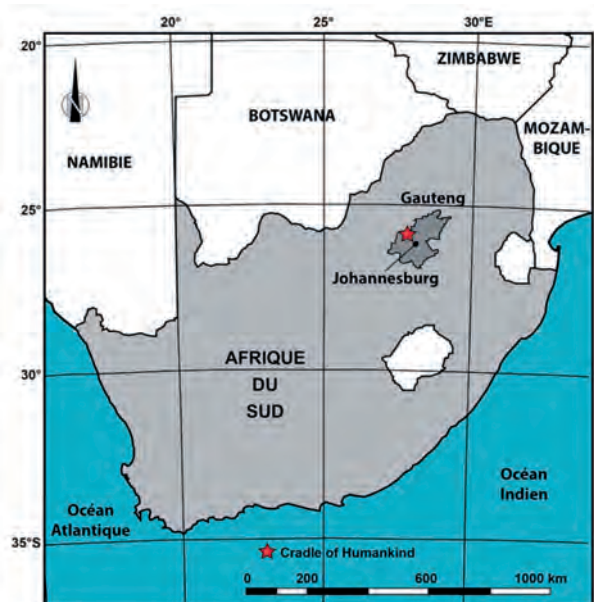 20°
25°
30°E
20°
ZIMBABWE
BOTSWANA
MOZAM-
BIQUE
NAMIBIE
N
25°
Gauteng
Johannesburg
30°
AFRIQUE
DU
SUD
Océan
Indien
Océan
Atlantique
35°S
Cradle of Humankind
0 200 600 1000 km